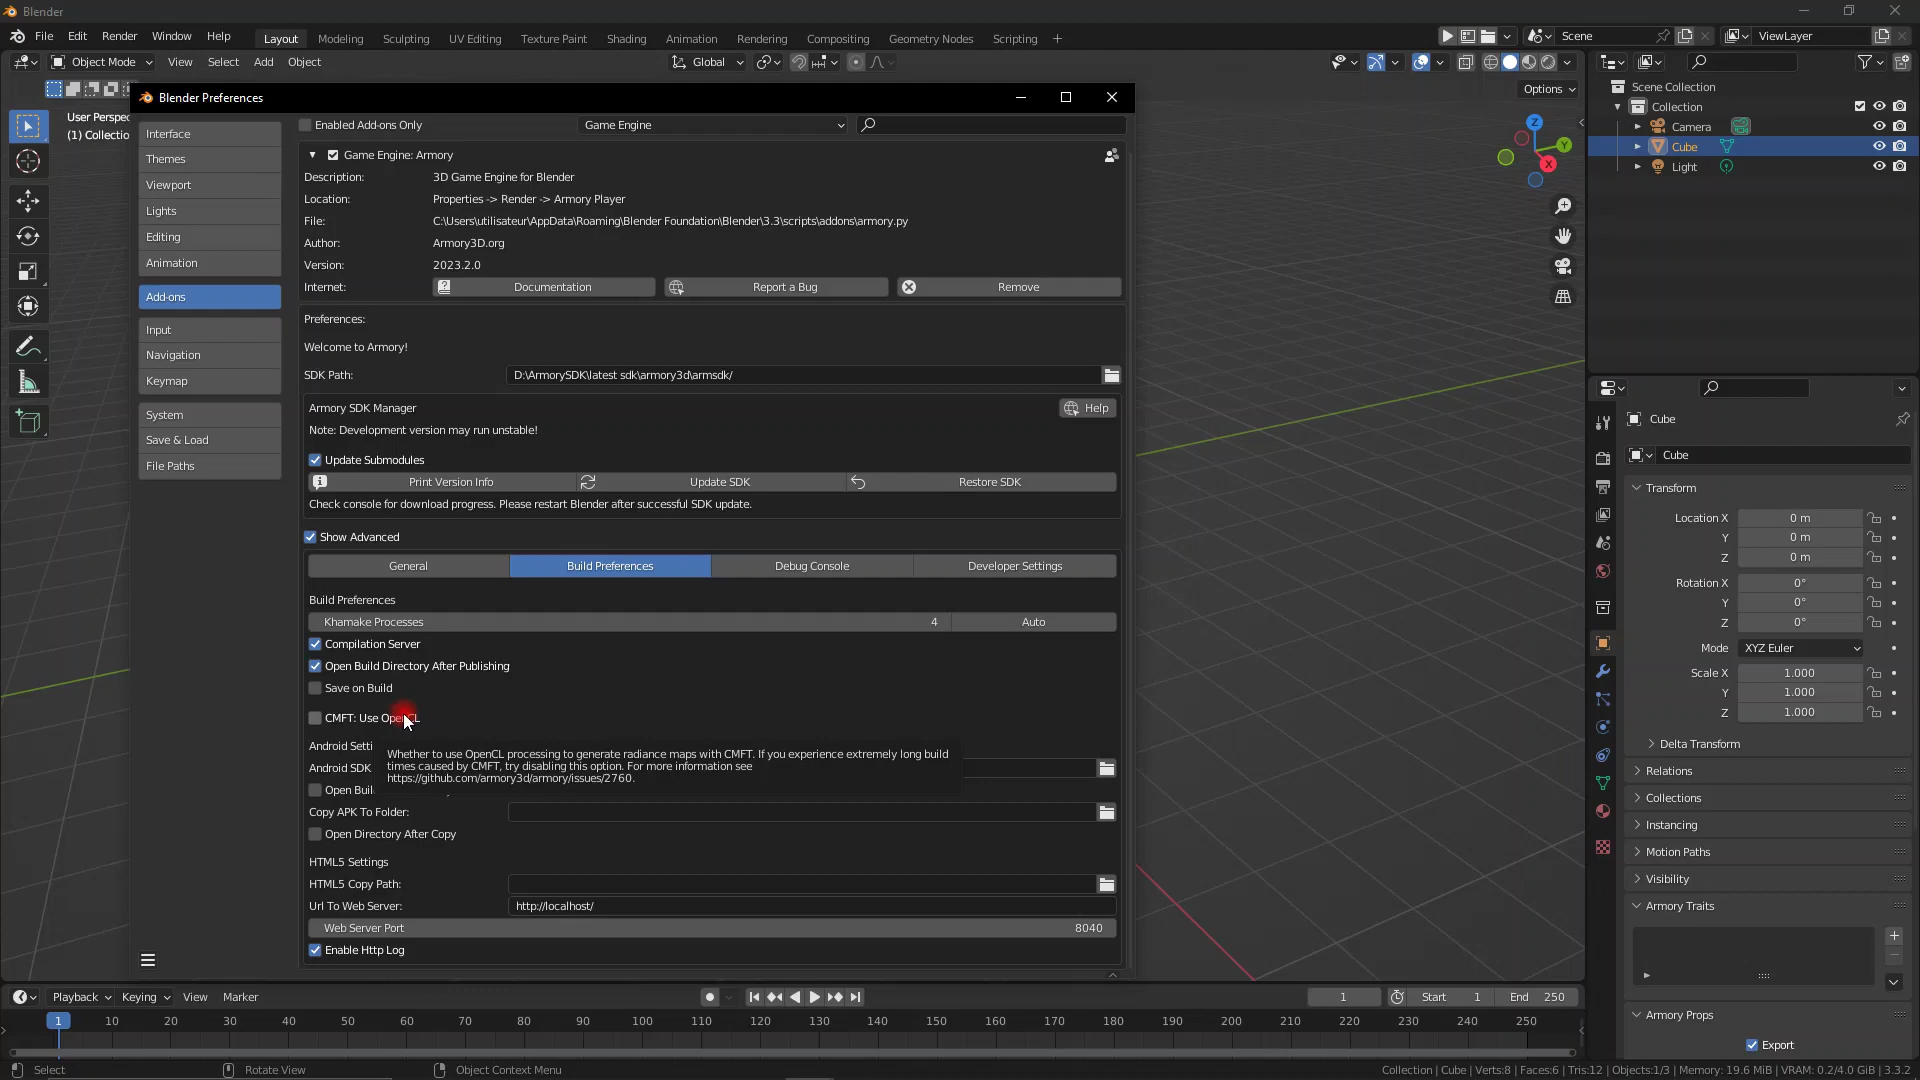 Blender
File Edit Render Window Help Layout Modeling Sculpting UV Editing Texture Paint Shading Animation Rendering Compositing Geometry Nodes Scripting + Scene ViewLayer
Object Mode View Select Add Object Global
Options
User Perspec
(1) Collectio
Blender Preferences
Interface
Themes
Viewport
Lights
Editing
Animation
Add-ons
Input
Navigation
Keymap
System
Save & Load
File Paths
Enabled Add-ons Only Game Engine
Game Engine: Armory
Description: 3D Game Engine for Blender
Location: Properties -> Render -> Armory Player
File: C:\Users\utilisateur\AppData\Roaming\Blender Foundation\Blender\3.3\scripts\addons\armory.py
Author: Armory3D.org
Version: 2023.2.0
Internet: Documentation Report a Bug Remove
Preferences:
Welcome to Armory!
SDK Path: D:\ArmorySDK\latest sdk\armory3d\armsdk/
Armory SDK Manager Help
Note: Development version may run unstable!
Update Submodules
Print Version Info Update SDK Restore SDK
Check console for download progress. Please restart Blender after successful SDK update.
Show Advanced
General Build Preferences Debug Console Developer Settings
Build Preferences
Khamake Processes 4 Auto
Compilation Server
Open Build Directory After Publishing
Save on Build
CMFT: Use OpenCL
Android Setti
Whether to use OpenCL processing to generate radiance maps with CMFT. If you experience extremely long build
times caused by CMFT, try disabling this option. For more information see
https://github.com/armory3d/armory/issues/2760.
Android SDK
Open Buil
Copy APK To Folder:
Open Directory After Copy
HTML5 Settings
HTML5 Copy Path:
Url To Web Server: http://localhost/
Web Server Port 8040
Enable Http Log
Z
Y
X
Scene Collection
Collection
Camera
Cube
Light
Cube
Cube
Transform
Location X 0 m
Y 0 m
Z 0 m
Rotation X 0°
Y 0°
Z 0°
Mode XYZ Euler
Scale X 1.000
Y 1.000
Z 1.000
Delta Transform
Relations
Collections
Instancing
Motion Paths
Visibility
Armory Traits
Armory Props
Export
Playback Keying View Marker 1 Start 1 End 250
1 10 20 30 40 50 60 70 80 90 100 110 120 130 140 150 160 170 180 190 200 210 220 230 240 250
Select Rotate View Object Context Menu Collection | Cube | Verts:8 | Faces:6 | Tris:12 | Objects:1/3 | Memory: 19.6 MiB | VRAM: 0.2/4.0 GiB | 3.3.2